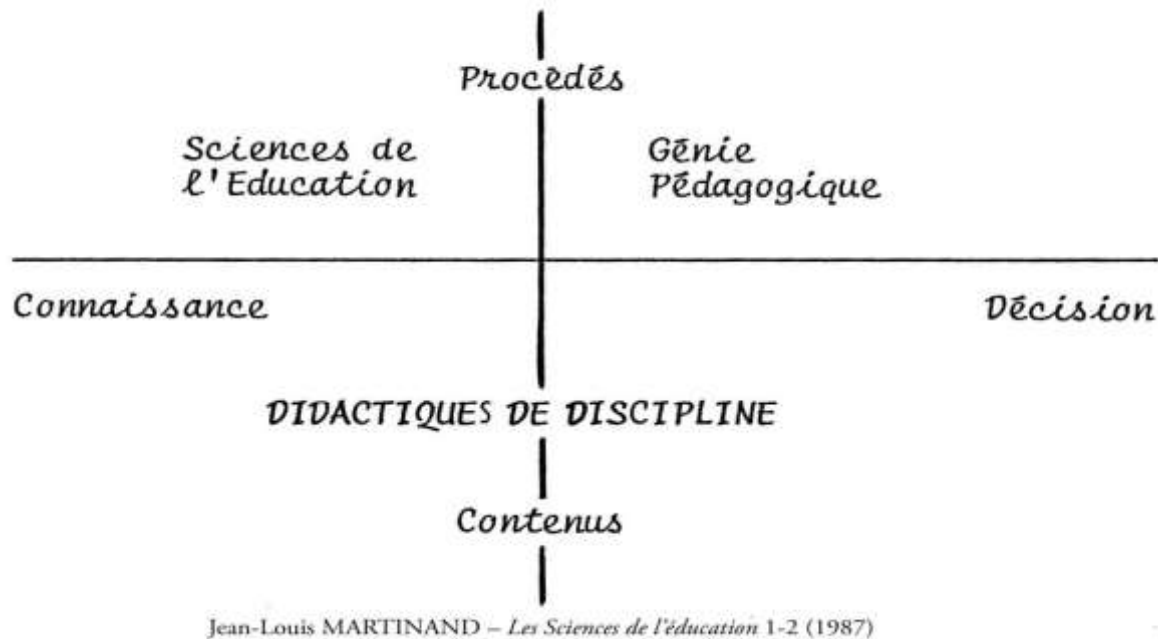 Procédés
Sciences de
l'Education
Génie
Pédagogique
Connaissance
Décision
DIDACTIQUES DE DISCIPLINE
Contenus
Jean-Louis MARTINAND – Les Sciences de l'éducation 1-2 (1987)